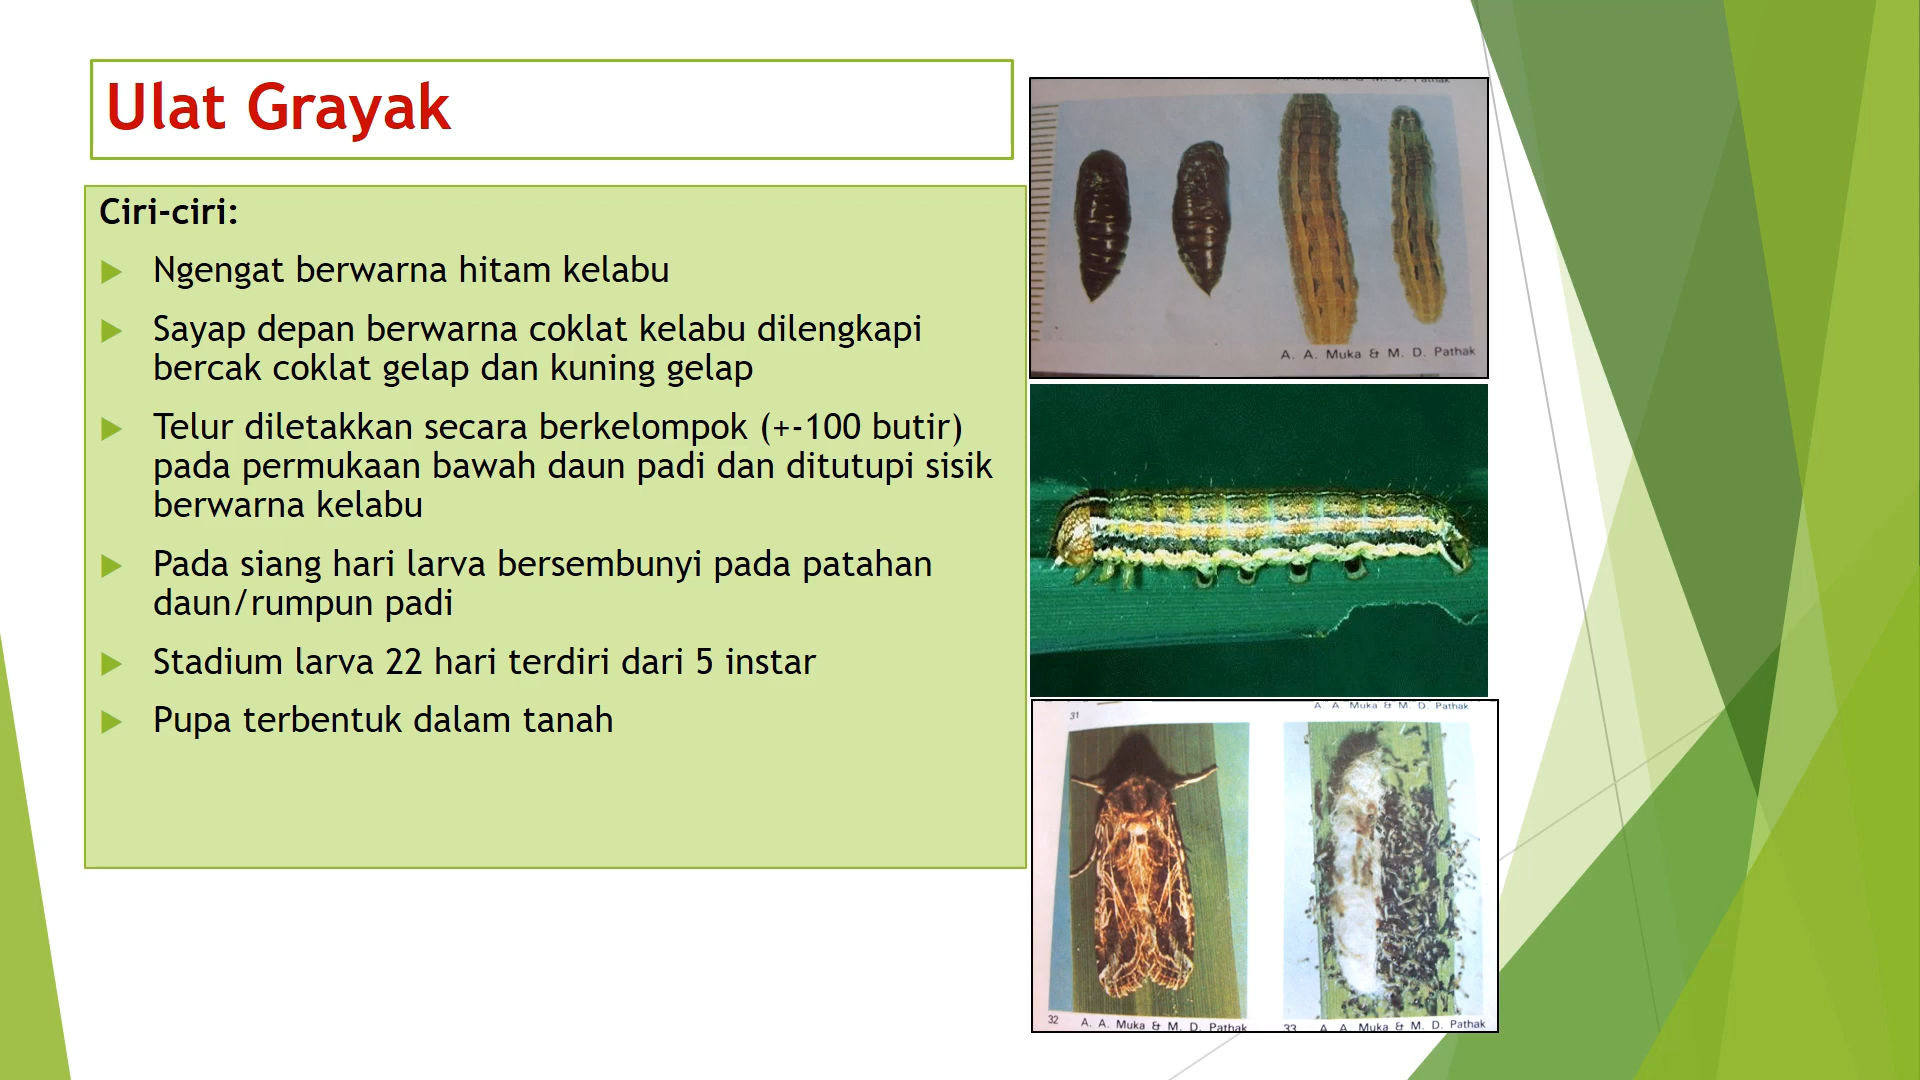 Ulat Grayak
Ciri-ciri:
Ngengat berwarna hitam kelabu
Sayap depan berwarna coklat kelabu dilengkapi
bercak coklat gelap dan kuning gelap
Telur diletakkan secara berkelompok (+-100 butir)
pada permukaan bawah daun padi dan ditutupi sisik
berwarna kelabu
Pada siang hari larva bersembunyi pada patahan
daun/rumpun padi
Stadium larva 22 hari terdiri dari 5 instar
Pupa terbentuk dalam tanah
A. A. Muka & M. D. Pathak
A. A. Muka & M. D. Pathak
31
A. A. Muka & M. D. Pathak
32 A. A. Muka & M. D. Pathak
33 A. A. Muka & M. D. Pathak